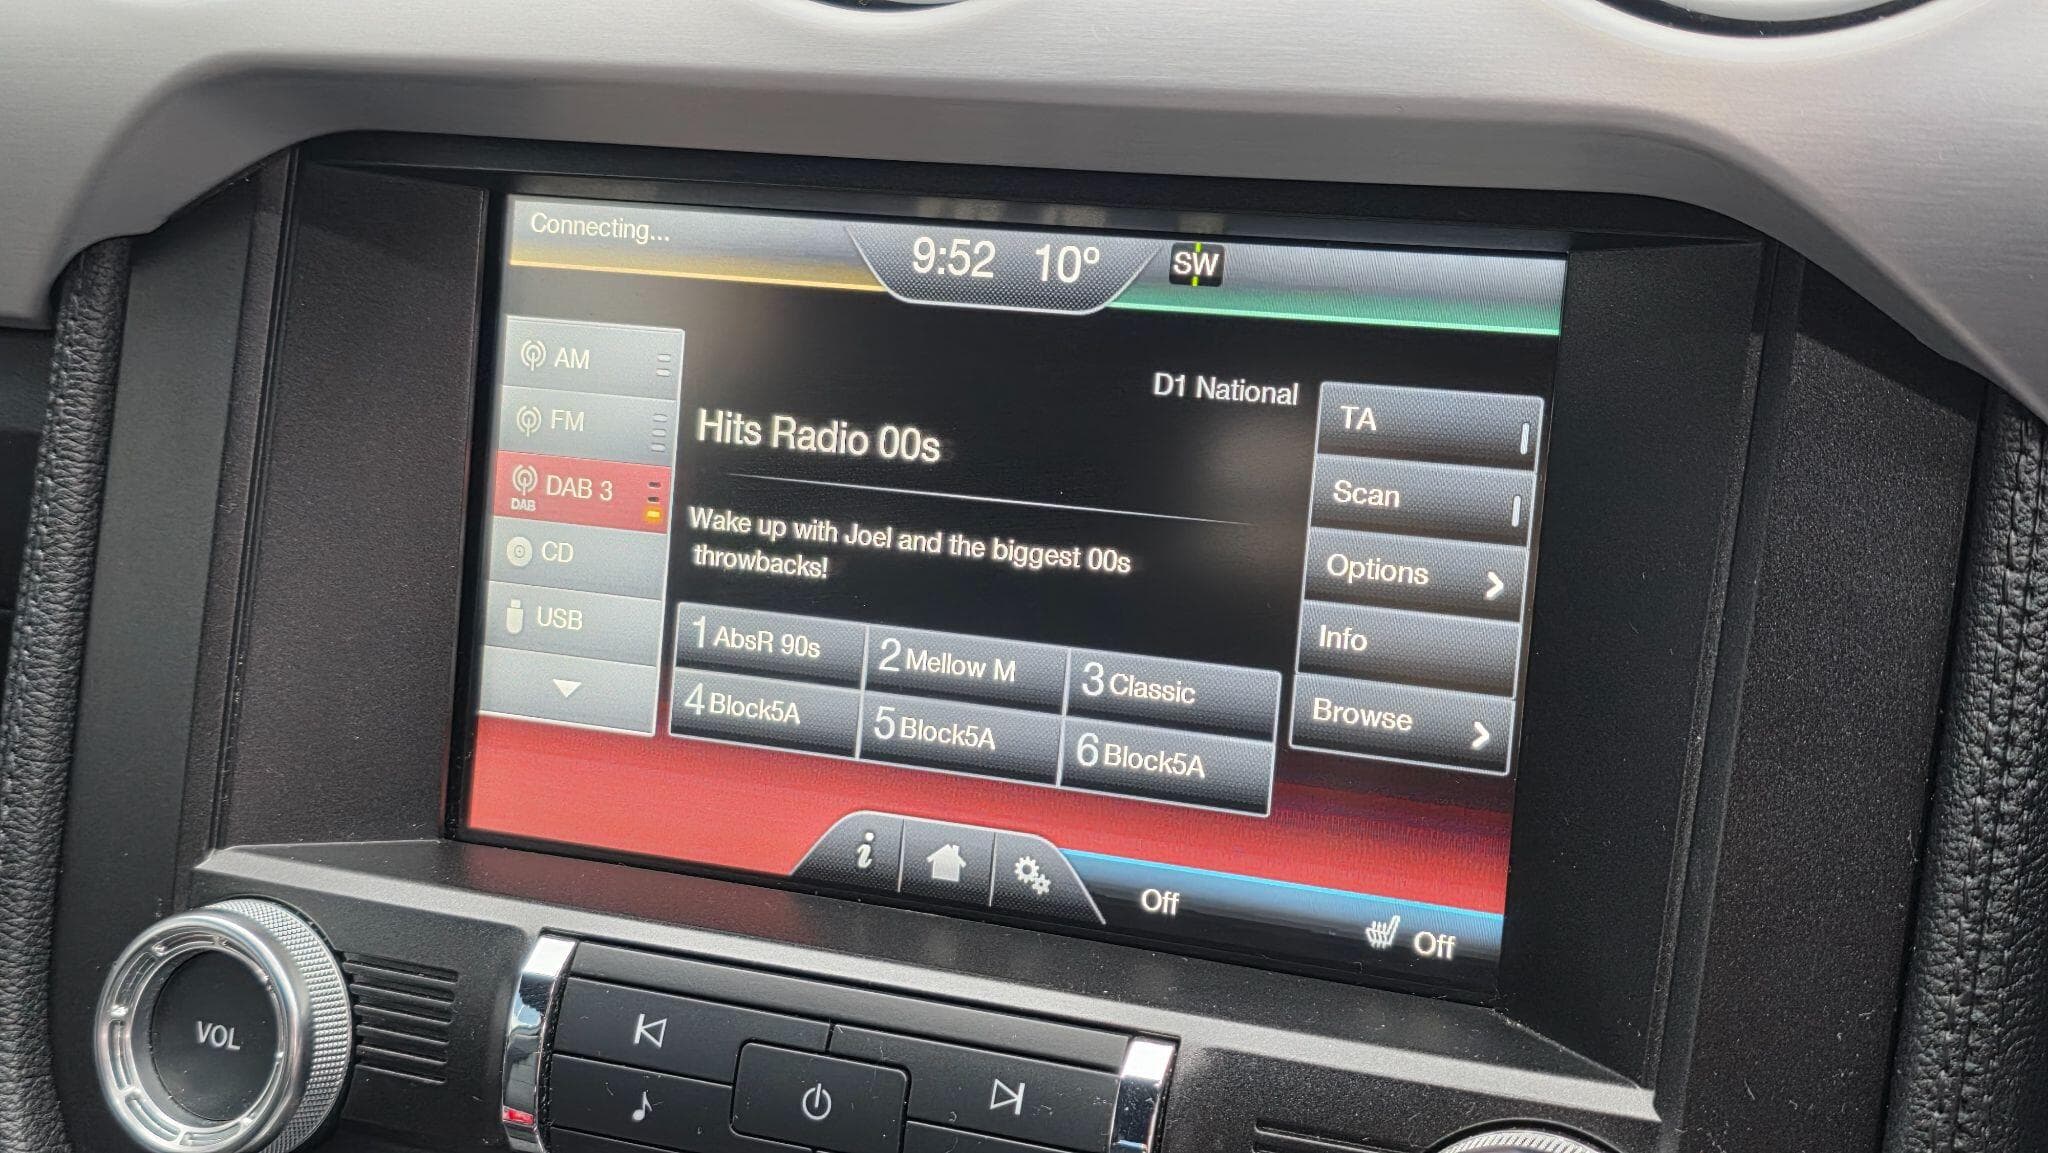 Connecting...
9:52 10°
SW
AM
FM
DAB
DAB 3
CD
USB
D1 National
Hits Radio 00s
Wake up with Joel and the biggest 00s
throwbacks!
1 AbsR 90s
2 Mellow M
3 Classic
4 Block5A
5 Block5A
6 Block5A
TA
Scan
Options
Info
Browse
i
Off
Off
VOL